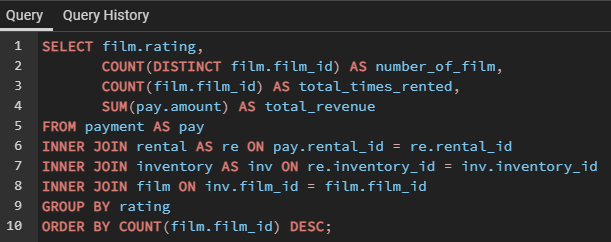 Query Query History
1 SELECT film.rating,
2 COUNT(DISTINCT film.film_id) AS number_of_film,
3 COUNT(film.film_id) AS total_times_rented,
4 SUM(pay.amount) AS total_revenue
5 FROM payment AS pay
6 INNER JOIN rental AS re ON pay.rental_id = re.rental_id
7 INNER JOIN inventory AS inv ON re.inventory_id = inv.inventory_id
8 INNER JOIN film ON inv.film_id = film.film_id
9 GROUP BY rating
10 ORDER BY COUNT(film.film_id) DESC;